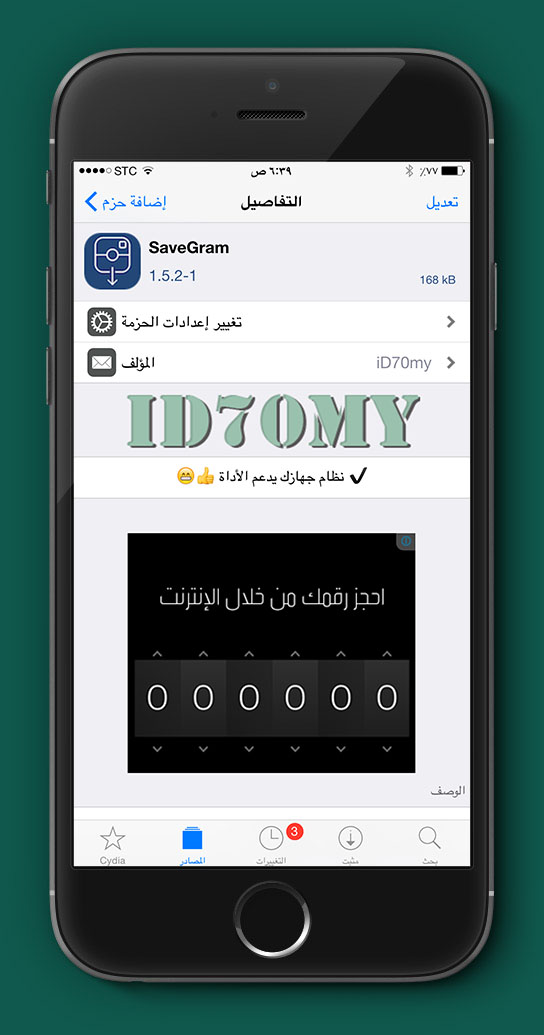 STC ٦:٣٩ ص ٪٧٧
إضافة حزم التفاصيل تعديل
SaveGram
1.5.2-1 168 kB
تغيير إعدادات الحزمة
المؤلف iD70my
ID70MY
✔ نظام جهازك يدعم الأداة 👍😁
احجز رقمك من خلال الإنترنت
0 0 0 0 0 0
الوصف
3
Cydia المصادر التغييرات مثبت بحث